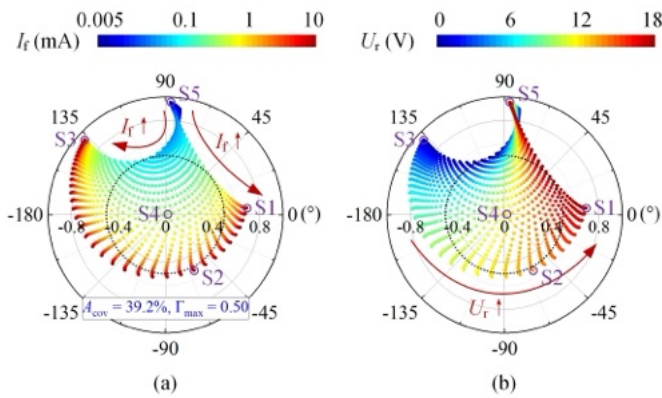 I_f (mA) 0.005 0.1 1 10
U_r (V) 0 6 12 18
90
S5
135
45
S3
I_f ↑
I_f ↑
-180
S4
S1
0 (°)
-0.8 -0.4 0 0.4 0.8
S2
A_cov = 39.2%, Γ_max = 0.50
-135
-45
-90
(a)
90
S5
135
45
S3
-180
S4
S1
0 (°)
-0.8 -0.4 0 0.4 0.8
S2
U_r ↑
-135
-45
-90
(b)